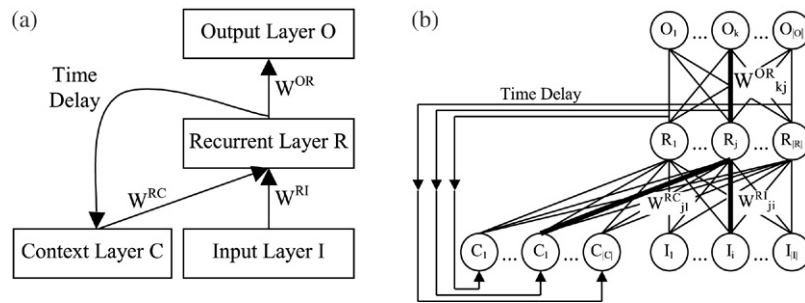 (a)
Output Layer O
Time
Delay
W^OR
Recurrent Layer R
W^RC
W^RI
Context Layer C
Input Layer I
(b)
O₁ ... Oₖ ... O|O|
W^OR kj
Time Delay
R₁ ... Rⱼ ... R|R|
W^RC jl W^RI ji
C₁ ... Cₗ ... C|C| I₁ ... Iᵢ ... I|I|